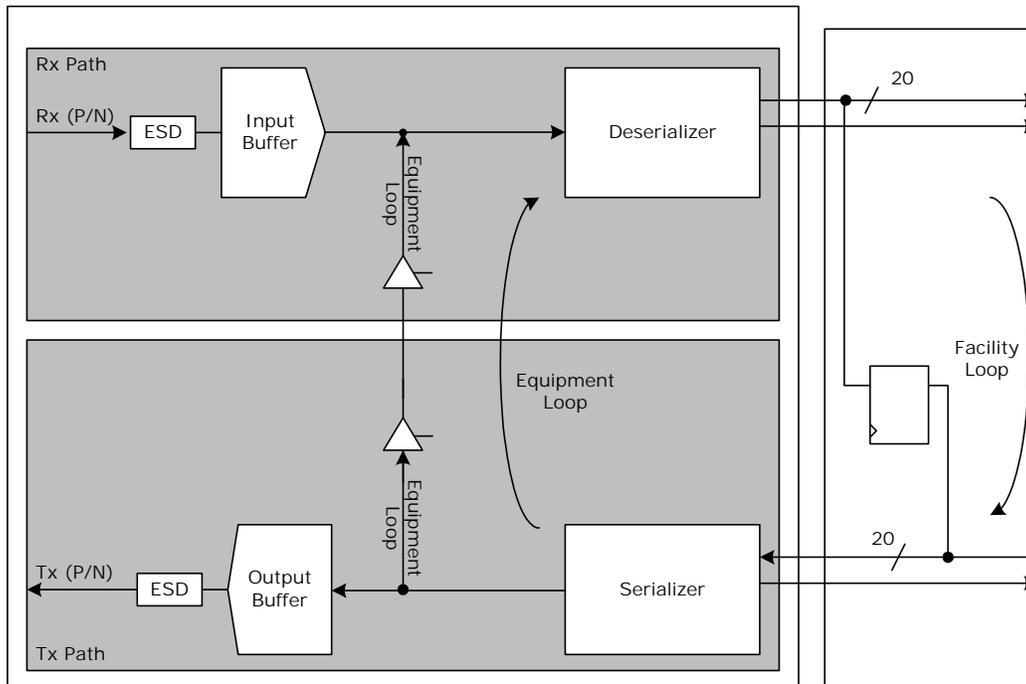 Rx Path
20
Rx (P/N)
ESD
Input
Buffer
Deserializer
Equipment
Loop
Equipment
Loop
Facility
Loop
Equipment
Loop
20
Tx (P/N)
ESD
Output
Buffer
Serializer
Tx Path